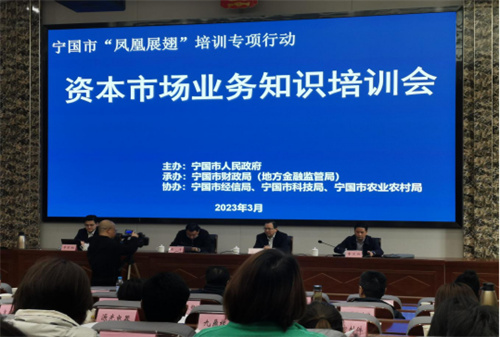 宁国市“凤凰展翅”培训专项行动
资本市场业务知识培训会
主办：宁国市人民政府
承办：宁国市财政局（地方金融监管局）
协办：宁国市经信局、宁国市科技局、宁国市农业农村局
2023年3月